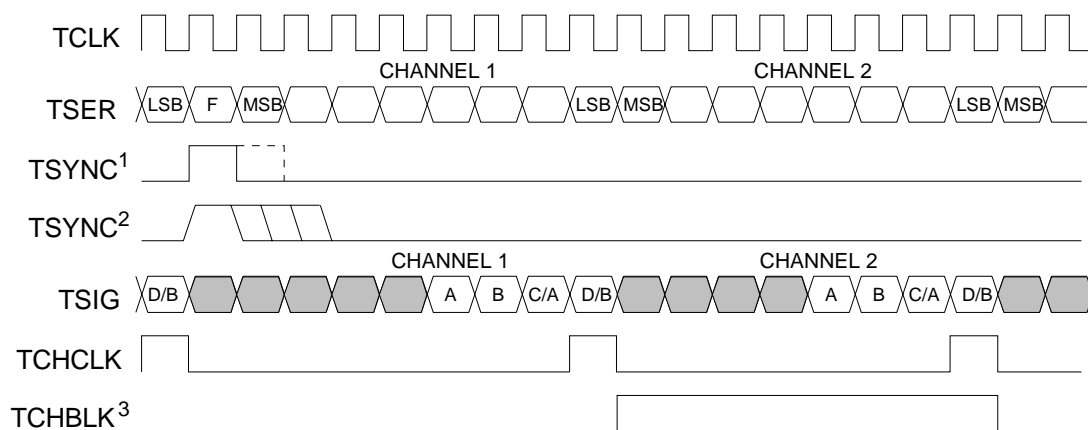 TCLK
CHANNEL 1 CHANNEL 2
TSER LSB F MSB LSB MSB LSB MSB
TSYNC¹
TSYNC²
CHANNEL 1 CHANNEL 2
TSIG D/B A B C/A D/B A B C/A D/B
TCHCLK
TCHBLK³